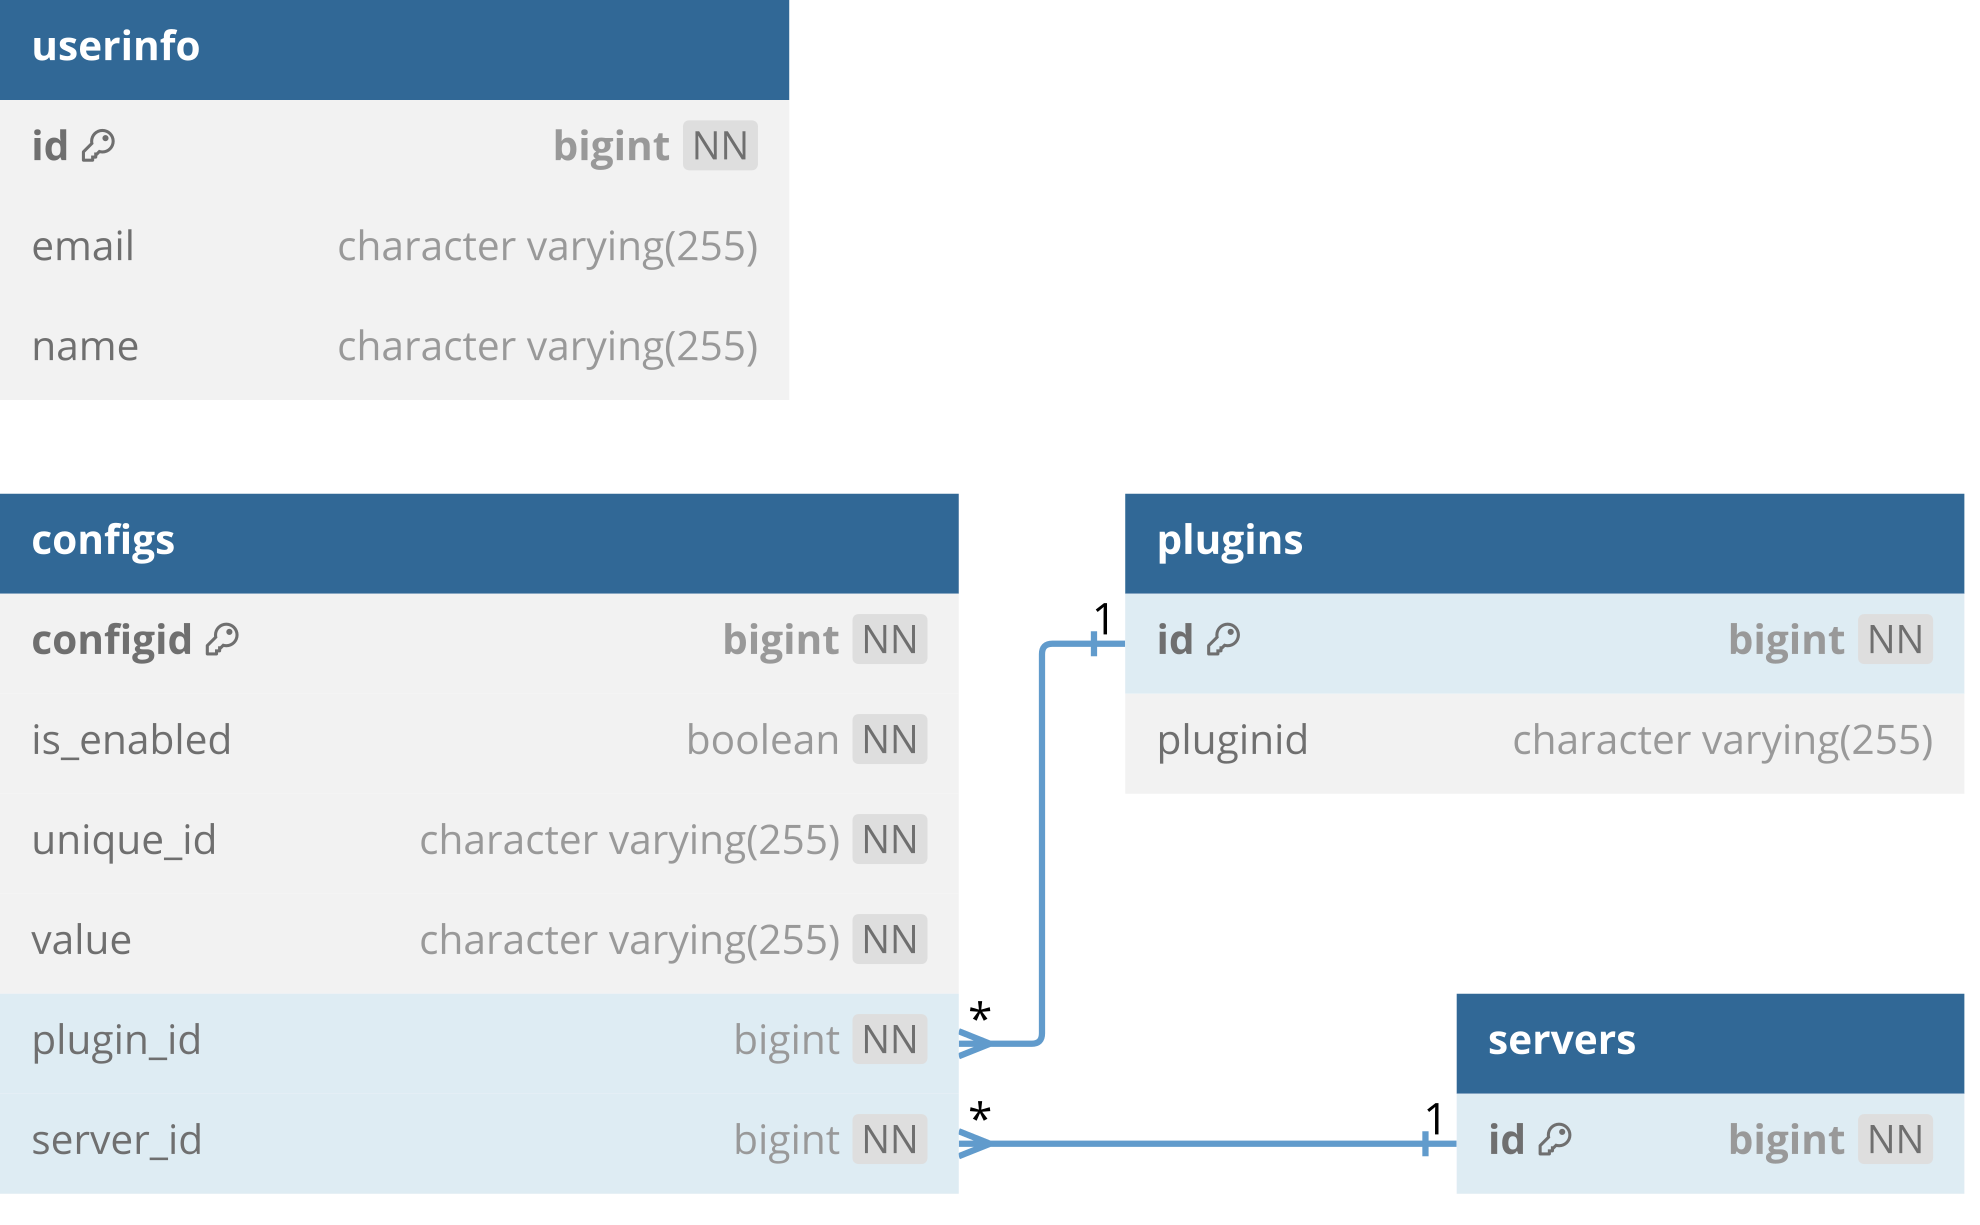 userinfo
id bigint NN
email character varying(255)
name character varying(255)
configs
configid bigint NN
is_enabled boolean NN
unique_id character varying(255) NN
value character varying(255) NN
plugin_id bigint NN *
server_id bigint NN *
plugins
1 id bigint NN
pluginid character varying(255)
servers
1 id bigint NN